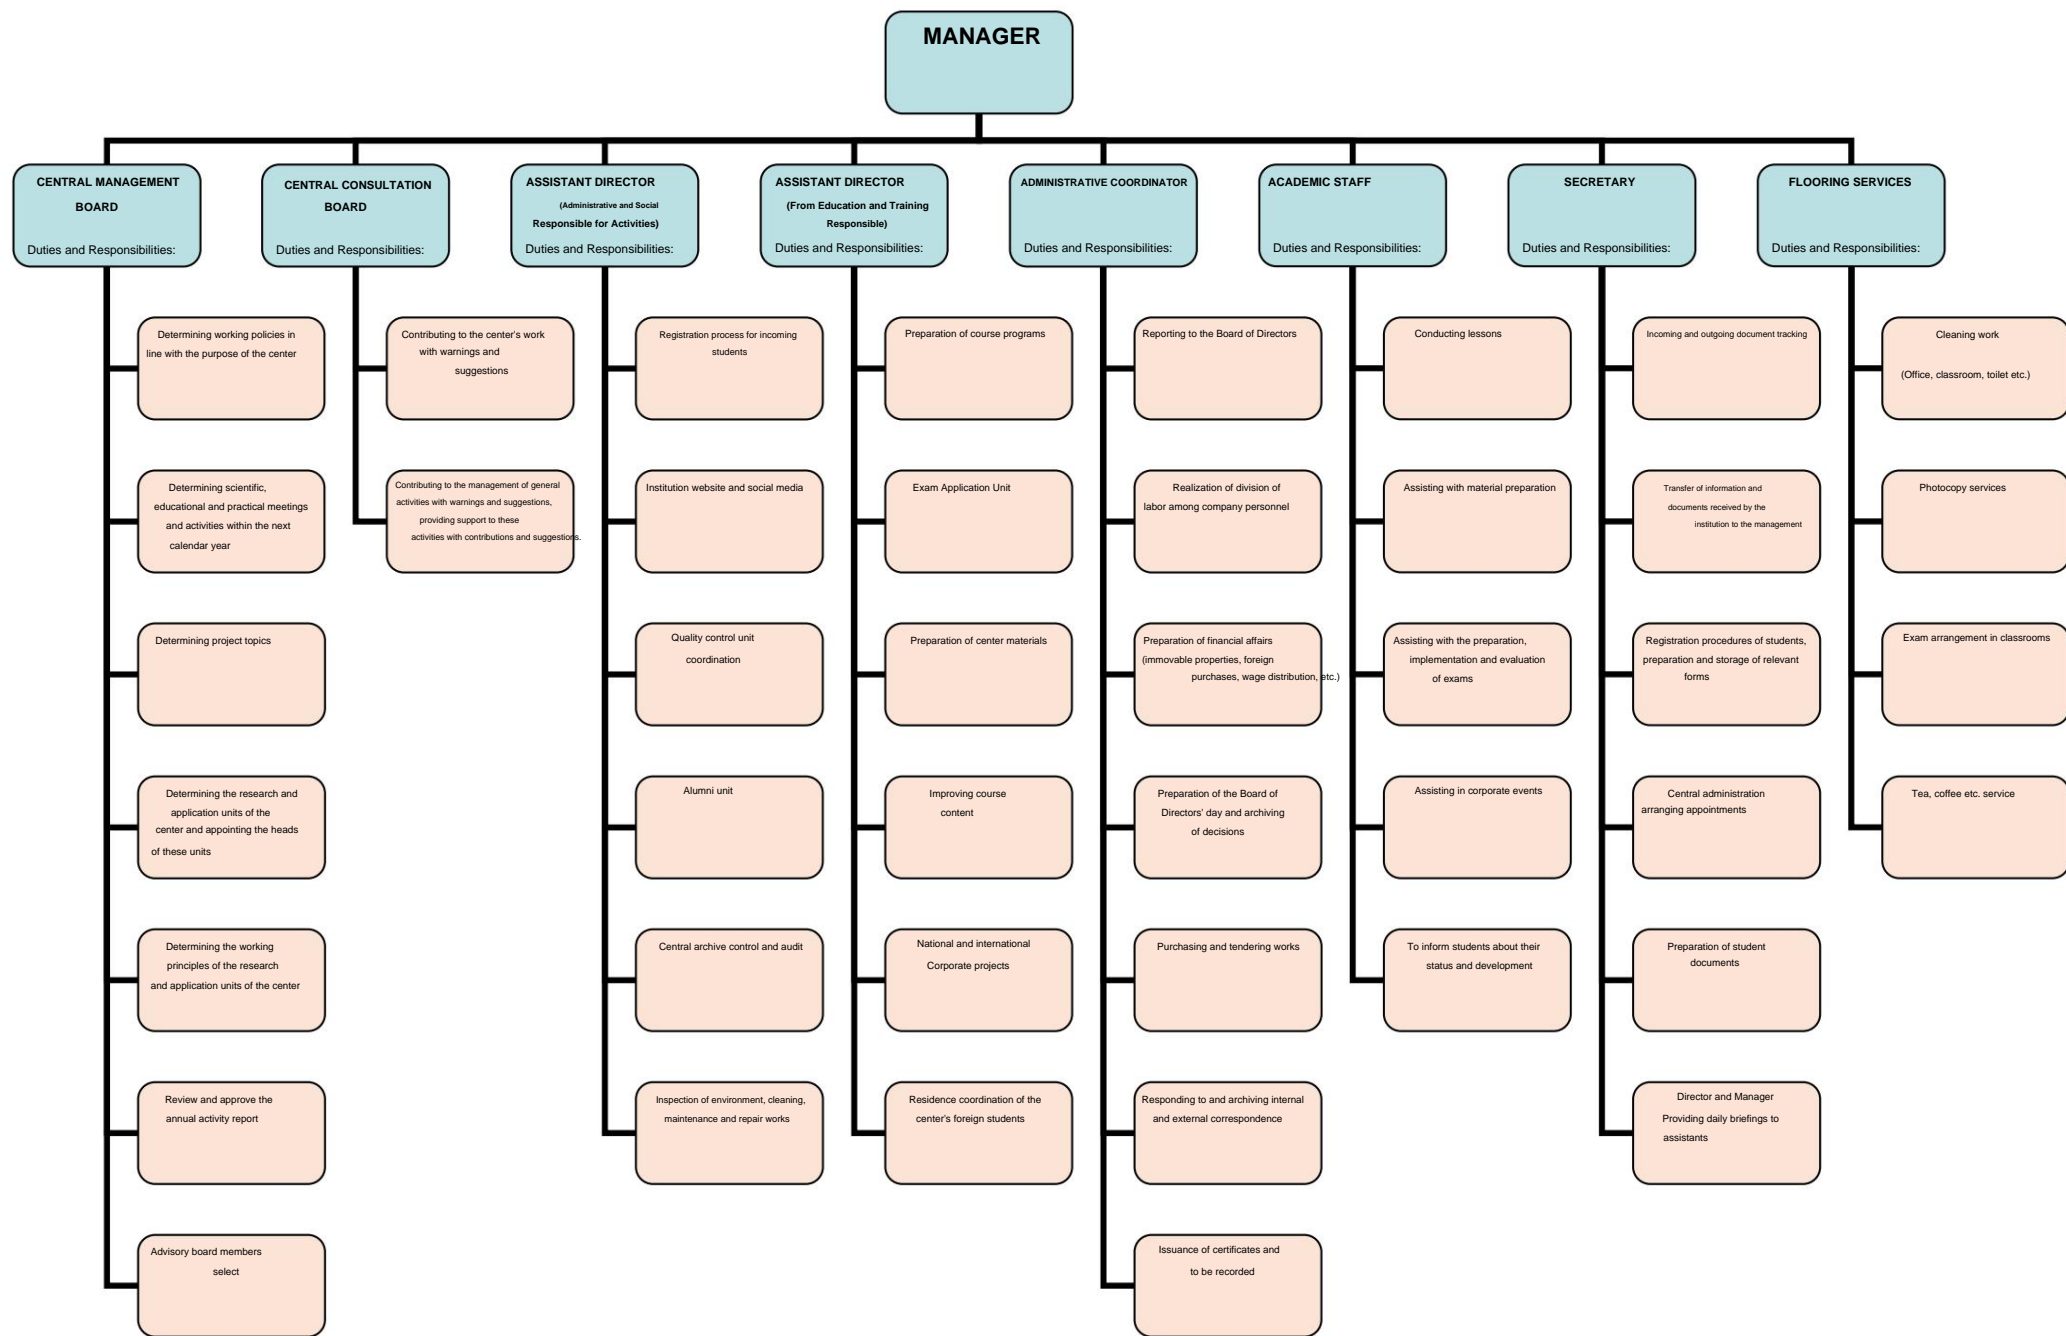 MANAGER
CENTRAL MANAGEMENT
BOARD
Duties and Responsibilities:
CENTRAL CONSULTATION
BOARD
Duties and Responsibilities:
ASSISTANT DIRECTOR
(Administrative and Social
Responsible for Activities)
Duties and Responsibilities:
ASSISTANT DIRECTOR
(From Education and Training
Responsible)
Duties and Responsibilities:
ADMINISTRATIVE COORDINATOR
Duties and Responsibilities:
ACADEMIC STAFF
Duties and Responsibilities:
SECRETARY
Duties and Responsibilities:
FLOORING SERVICES
Duties and Responsibilities:
Determining working policies in
line with the purpose of the center
Contributing to the center's work
with warnings and
suggestions
Registration process for incoming
students
Preparation of course programs
Reporting to the Board of Directors
Conducting lessons
Incoming and outgoing document tracking
Cleaning work
(Office, classroom, toilet etc.)
Determining scientific,
educational and practical meetings
and activities within the next
calendar year
Contributing to the management of general
activities with warnings and suggestions,
providing support to these
activities with contributions and suggestions.
Institution website and social media
Exam Application Unit
Realization of division of
labor among company personnel
Assisting with material preparation
Transfer of information and
documents received by the
institution to the management
Photocopy services
Determining project topics
Quality control unit
coordination
Preparation of center materials
Preparation of financial affairs
(immovable properties, foreign
purchases, wage distribution, etc.)
Assisting with the preparation,
implementation and evaluation
of exams
Registration procedures of students,
preparation and storage of relevant
forms
Exam arrangement in classrooms
Determining the research and
application units of the
center and appointing the heads
of these units
Alumni unit
Improving course
content
Preparation of the Board of
Directors' day and archiving
of decisions
Assisting in corporate events
Central administration
arranging appointments
Tea, coffee etc. service
Determining the working
principles of the research
and application units of the center
Central archive control and audit
National and international
Corporate projects
Purchasing and tendering works
To inform students about their
status and development
Preparation of student
documents
Review and approve the
annual activity report
Inspection of environment, cleaning,
maintenance and repair works
Residence coordination of the
center's foreign students
Responding to and archiving internal
and external correspondence
Director and Manager
Providing daily briefings to
assistants
Advisory board members
select
Issuance of certificates and
to be recorded